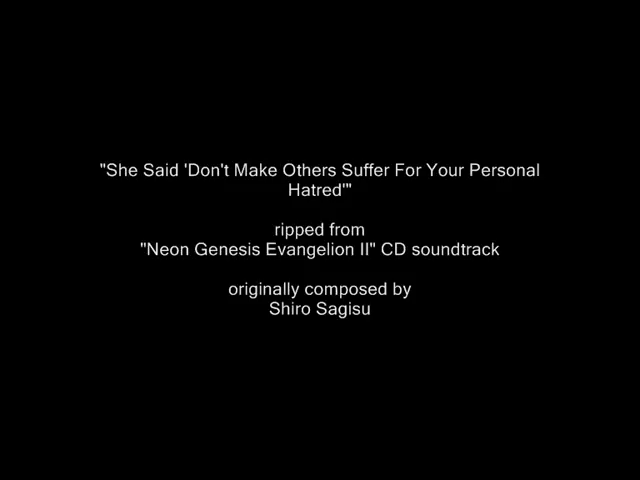 "She Said 'Don't Make Others Suffer For Your Personal
Hatred'"
ripped from
"Neon Genesis Evangelion II" CD soundtrack
originally composed by
Shiro Sagisu